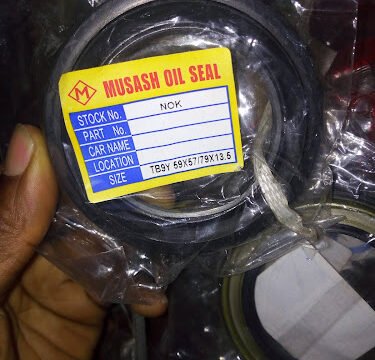 M MUSASH OIL SEAL
STOCK No. NOK
PART No.
CAR NAME
LOCATION
SIZE TB9Y 59X57/79X13.5